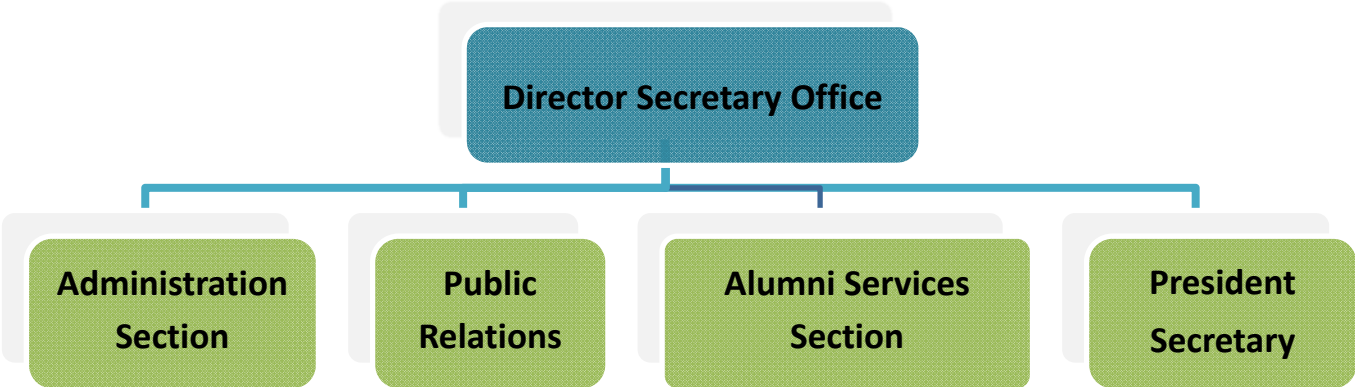 Director Secretary Office
Administration
Section
Public
Relations
Alumni Services
Section
President
Secretary